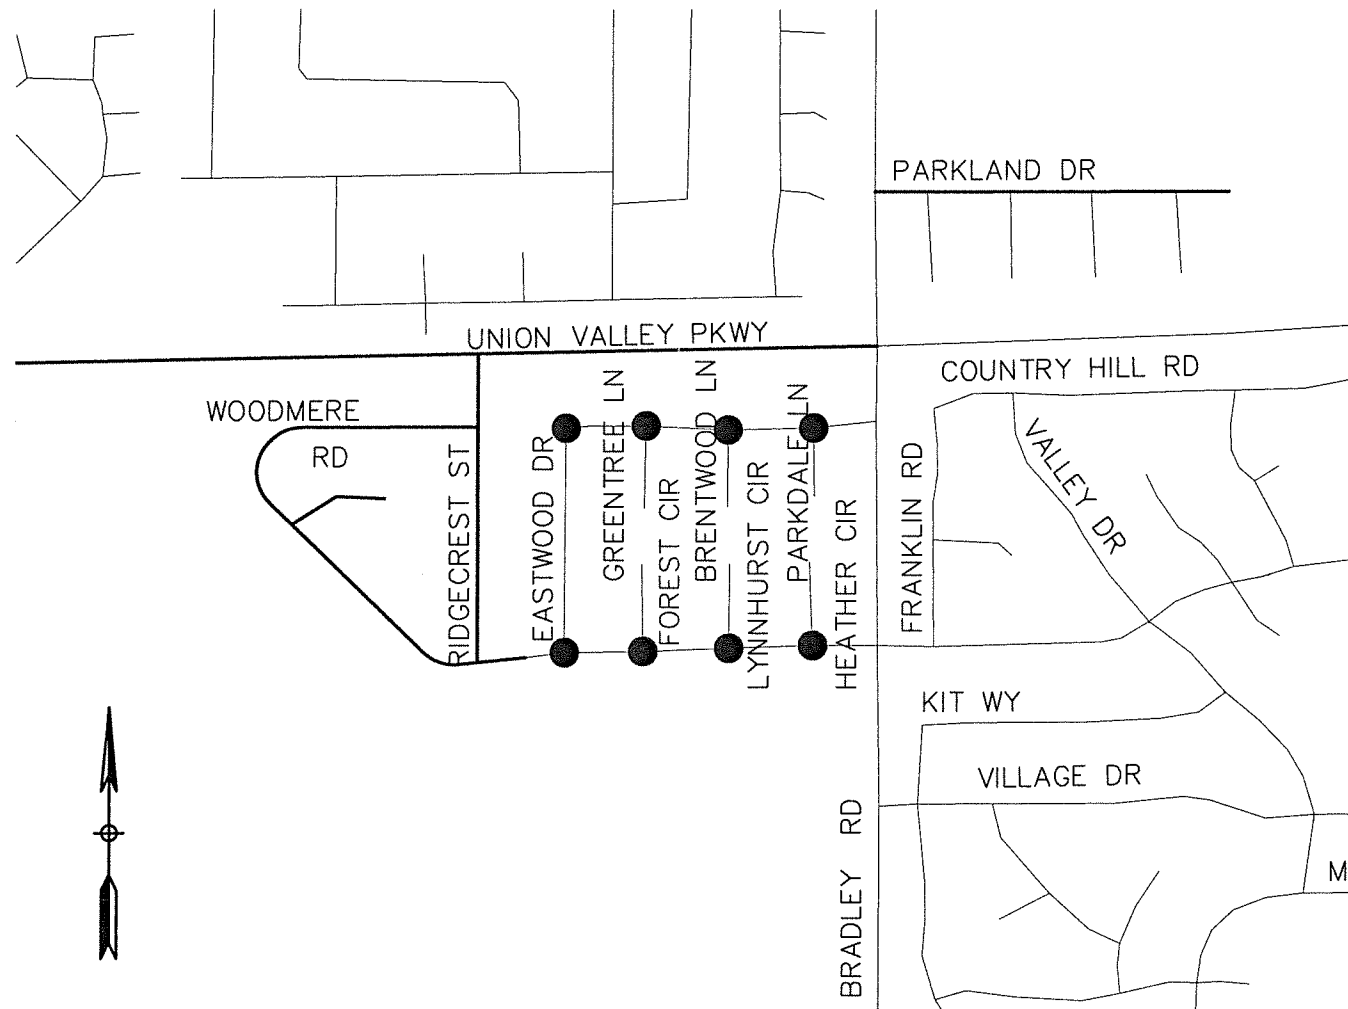 PARKLAND DR
UNION VALLEY PKWY
COUNTRY HILL RD
WOODMERE
RD
RIDGECREST ST
EASTWOOD DR
GREENTREE LN
FOREST CIR
BRENTWOOD LN
LYNNHURST CIR
PARKDALE LN
HEATHER CIR
FRANKLIN RD
VALLEY DR
KIT WY
VILLAGE DR
BRADLEY RD
M